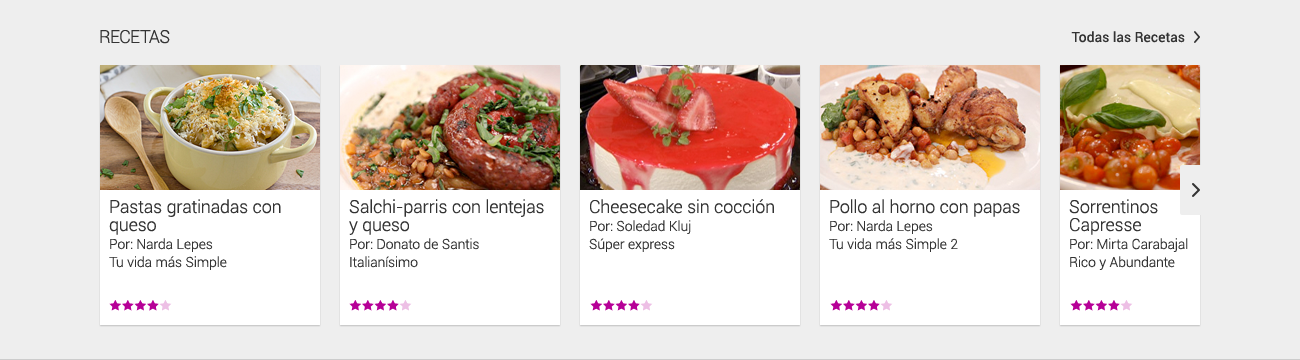 RECETAS
Todas las Recetas
Pastas gratinadas con
queso
Por: Narda Lepes
Tu vida más Simple
Salchi-parris con lentejas
y queso
Por: Donato de Santis
Italianísimo
Cheesecake sin cocción
Por: Soledad Kluj
Súper express
Pollo al horno con papas
Por: Narda Lepes
Tu vida más Simple 2
Sorrentinos
Capresse
Por: Mirta Carabajal
Rico y Abundante